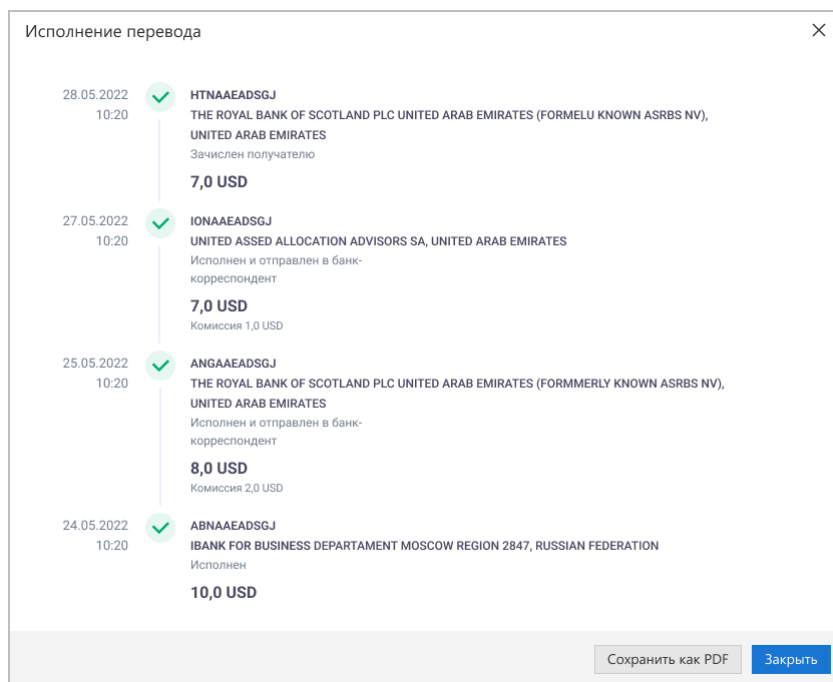 Исполнение перевода
28.05.2022
10:20
HTNAAEADSGJ
THE ROYAL BANK OF SCOTLAND PLC UNITED ARAB EMIRATES (FORMELU KNOWN ASRBS NV),
UNITED ARAB EMIRATES
Зачислен получателю
7,0 USD
27.05.2022
10:20
IONAAEADSGJ
UNITED ASSED ALLOCATION ADVISORS SA, UNITED ARAB EMIRATES
Исполнен и отправлен в банк-
корреспондент
7,0 USD
Комиссия 1,0 USD
25.05.2022
10:20
ANGAAEADSGJ
THE ROYAL BANK OF SCOTLAND PLC UNITED ARAB EMIRATES (FORMMERLY KNOWN ASRBS NV),
UNITED ARAB EMIRATES
Исполнен и отправлен в банк-
корреспондент
8,0 USD
Комиссия 2,0 USD
24.05.2022
10:20
ABNAAEADSGJ
IBANK FOR BUSINESS DEPARTAMENT MOSCOW REGION 2847, RUSSIAN FEDERATION
Исполнен
10,0 USD
Сохранить как PDF
Закрыть